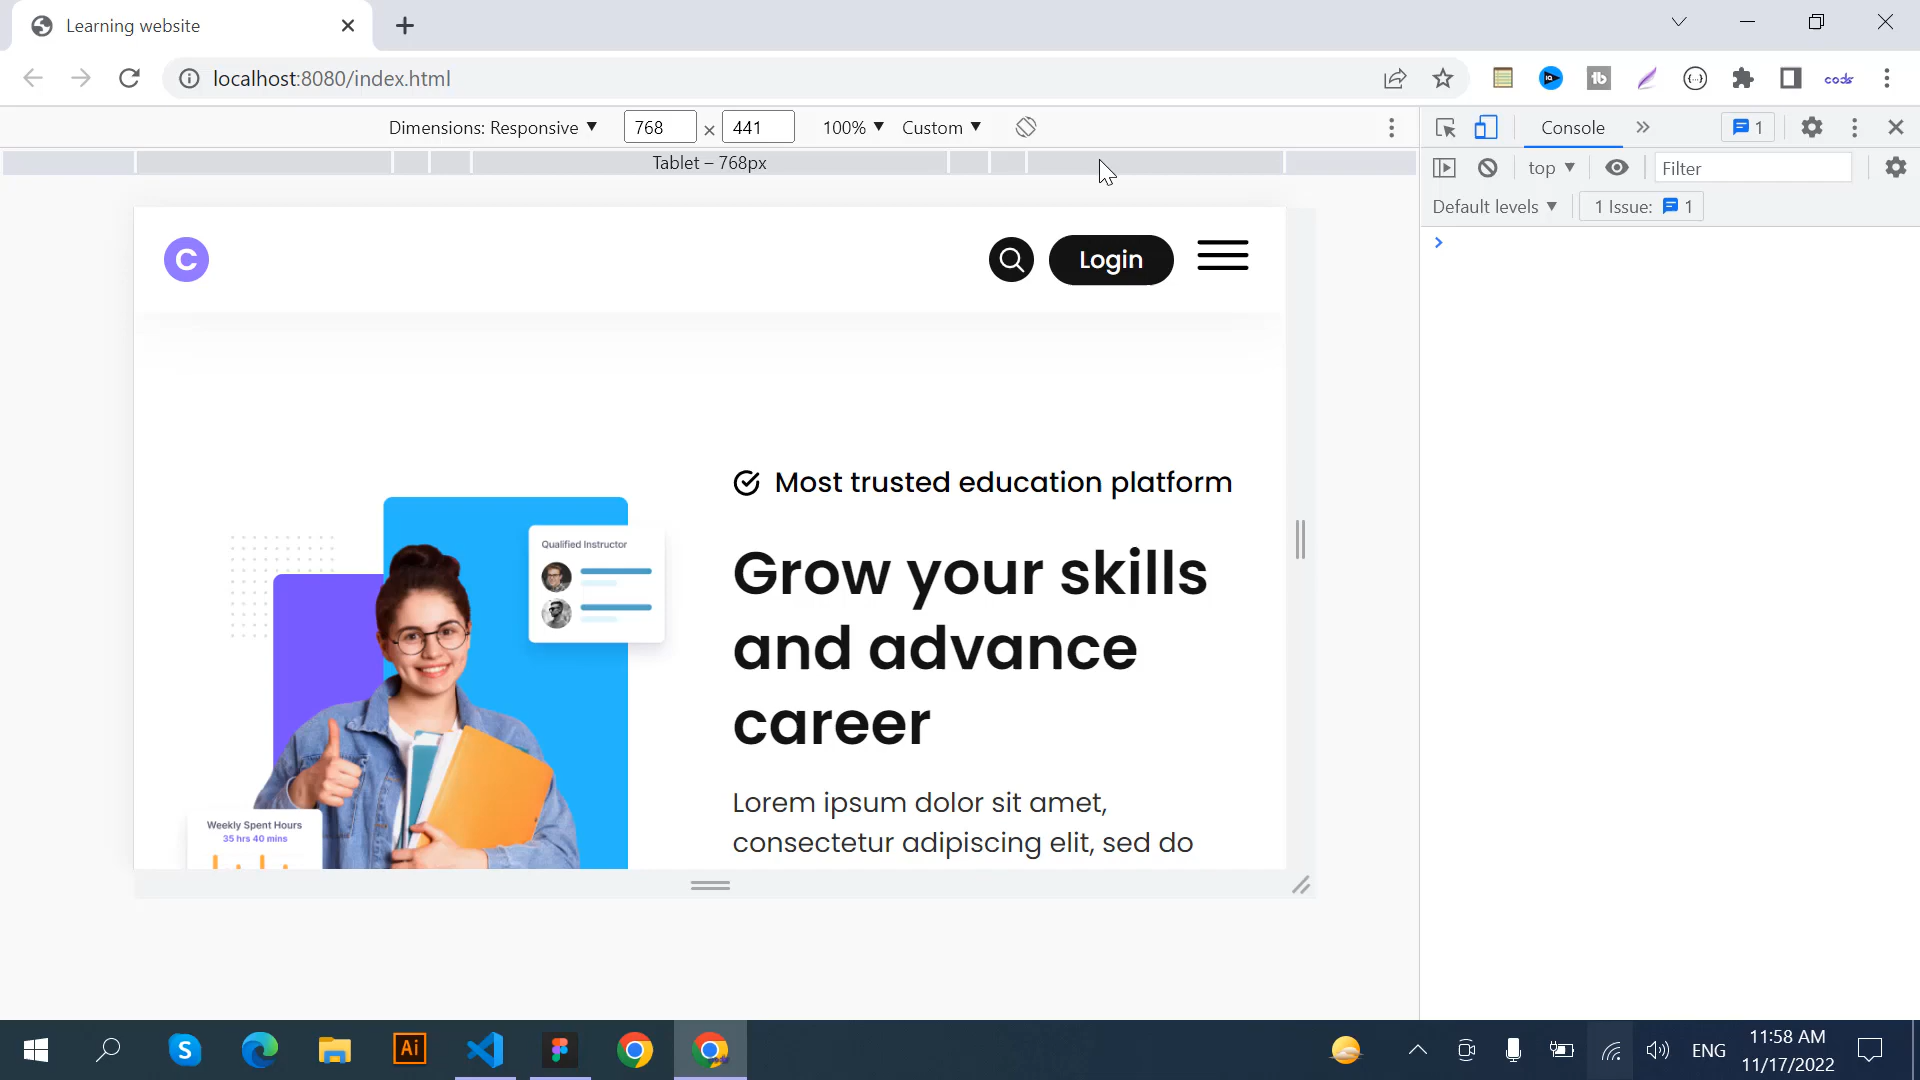 Learning website
localhost:8080/index.html
Dimensions: Responsive ▼ 768 × 441 100% ▼ Custom ▼
Console » 1
Tablet – 768px
top ▼ Filter
Default levels ▼ 1 Issue: 1
C
Login
Most trusted education platform
Grow your skills
and advance
career
Lorem ipsum dolor sit amet,
consectetur adipiscing elit, sed do
Qualified Instructor
Weekly Spent Hours
35 hrs 40 mins
S
Ai
ENG
11:58 AM
11/17/2022